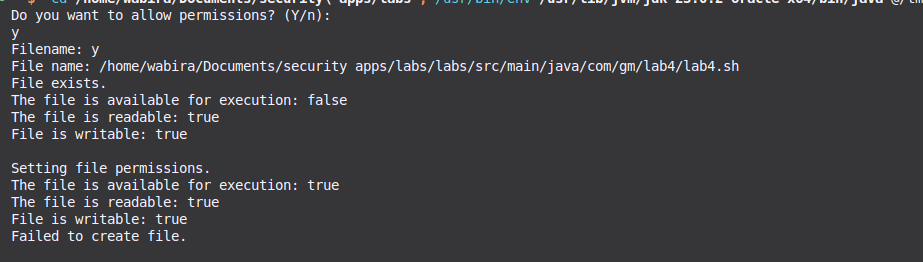 Do you want to allow permissions? (Y/n):
y
Filename: y
File name: /home/wabira/Documents/security apps/labs/labs/src/main/java/com/gm/lab4/lab4.sh
File exists.
The file is available for execution: false
The file is readable: true
File is writable: true
Setting file permissions.
The file is available for execution: true
The file is readable: true
File is writable: true
Failed to create file.